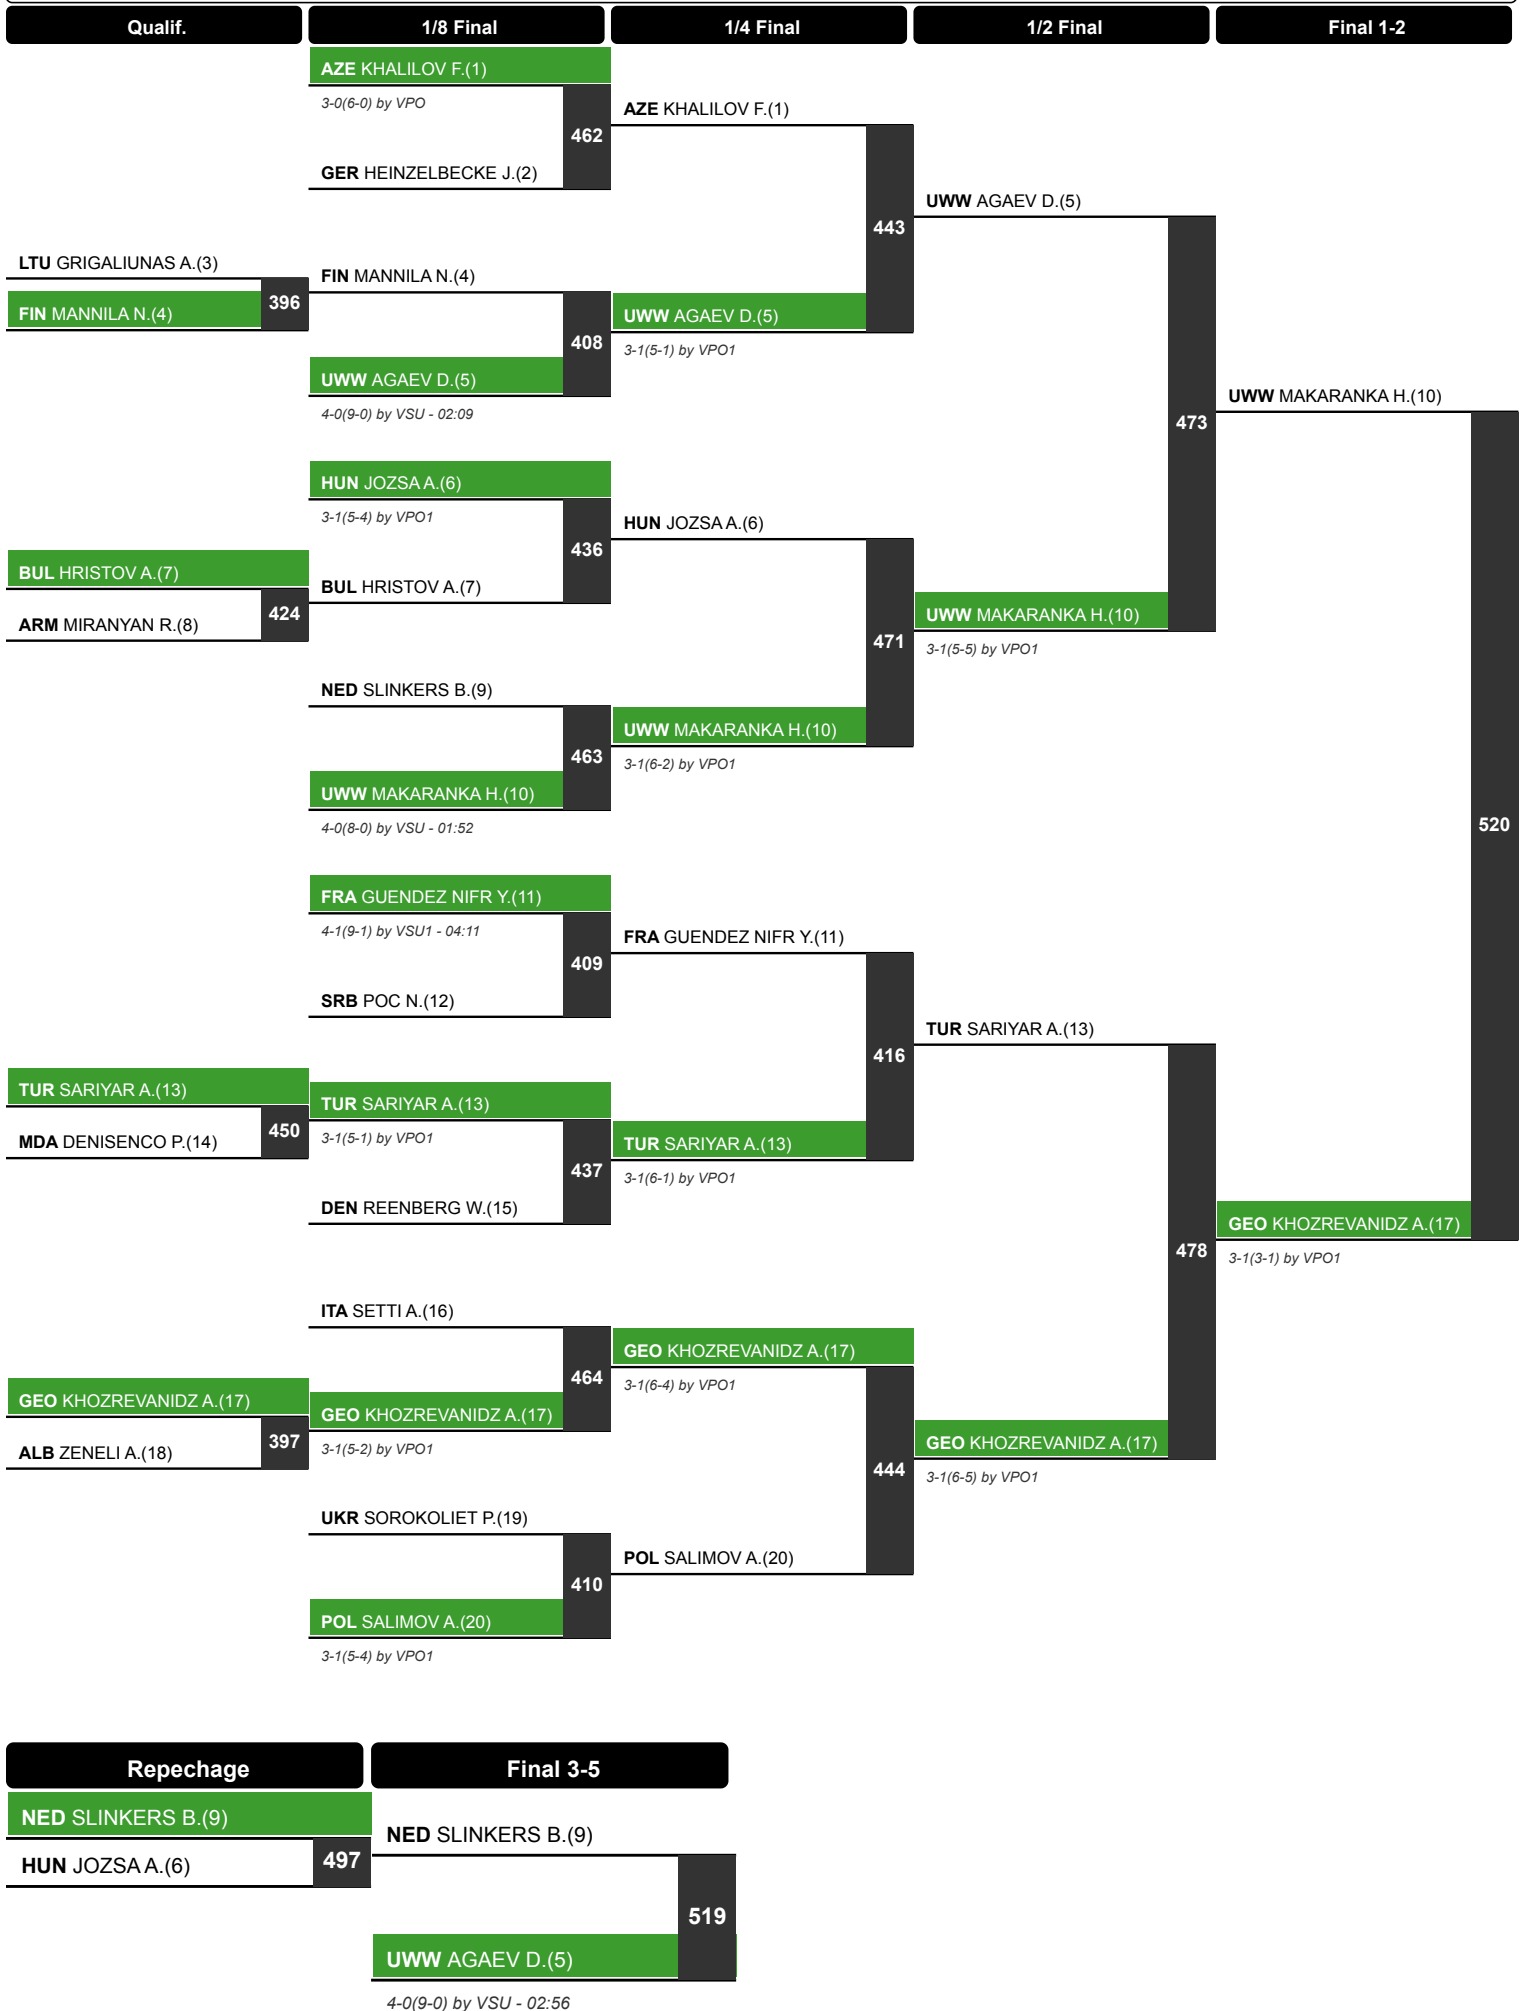 Qualif.
1/8 Final
1/4 Final
1/2 Final
Final 1-2
AZE KHALILOV F.(1)
3-0(6-0) by VPO
462
GER HEINZELBECKE J.(2)
AZE KHALILOV F.(1)
443
UWW AGAEV D.(5)
LTU GRIGALIUNAS A.(3)
396
FIN MANNILA N.(4)
FIN MANNILA N.(4)
408
UWW AGAEV D.(5)
4-0(9-0) by VSU - 02:09
UWW AGAEV D.(5)
3-1(5-1) by VPO1
473
UWW MAKARANKA H.(10)
HUN JOZSA A.(6)
3-1(5-4) by VPO1
436
BUL HRISTOV A.(7)
BUL HRISTOV A.(7)
424
ARM MIRANYAN R.(8)
HUN JOZSA A.(6)
471
UWW MAKARANKA H.(10)
3-1(5-5) by VPO1
NED SLINKERS B.(9)
463
UWW MAKARANKA H.(10)
4-0(8-0) by VSU - 01:52
UWW MAKARANKA H.(10)
3-1(6-2) by VPO1
520
FRA GUENDEZ NIFR Y.(11)
4-1(9-1) by VSU1 - 04:11
409
SRB POC N.(12)
FRA GUENDEZ NIFR Y.(11)
416
TUR SARIYAR A.(13)
TUR SARIYAR A.(13)
450
MDA DENISENCO P.(14)
TUR SARIYAR A.(13)
3-1(5-1) by VPO1
437
DEN REENBERG W.(15)
TUR SARIYAR A.(13)
3-1(6-1) by VPO1
478
GEO KHOZREVANIDZ A.(17)
3-1(3-1) by VPO1
ITA SETTI A.(16)
464
GEO KHOZREVANIDZ A.(17)
3-1(5-2) by VPO1
GEO KHOZREVANIDZ A.(17)
397
ALB ZENELI A.(18)
GEO KHOZREVANIDZ A.(17)
3-1(6-4) by VPO1
444
GEO KHOZREVANIDZ A.(17)
3-1(6-5) by VPO1
UKR SOROKOLIET P.(19)
410
POL SALIMOV A.(20)
3-1(5-4) by VPO1
POL SALIMOV A.(20)
Repechage
Final 3-5
NED SLINKERS B.(9)
497
HUN JOZSA A.(6)
NED SLINKERS B.(9)
519
UWW AGAEV D.(5)
4-0(9-0) by VSU - 02:56